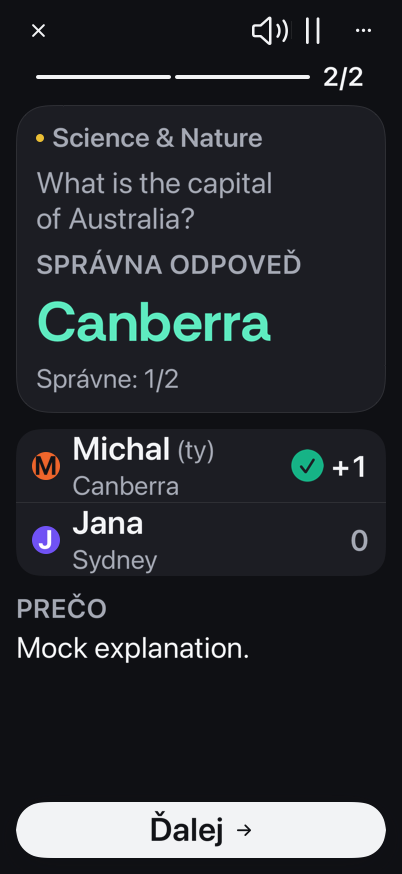 2/2
Science & Nature
What is the capital
of Australia?
SPRÁVNA ODPOVEĎ
Canberra
Správne: 1/2
M
Michal (ty)
Canberra
+1
J
Jana
Sydney
0
PREČO
Mock explanation.
Ďalej →